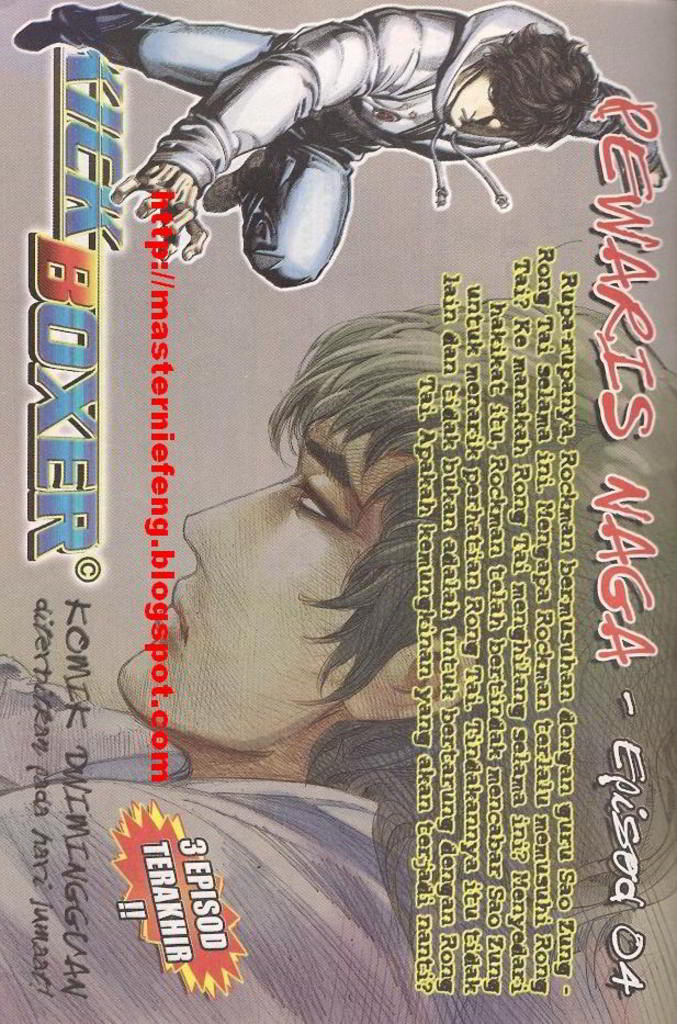 PEWARIS NAGA - Episod 04
Rupa-rupanya, Rockman bermusuhan dengan guru Sao Zung -
Rong Tai selama ini. Mengapa Rockman terlalu memusuhi Rong
Tai? Ke manakah Rong Tai menghilang selama ini? Menyedari
hakikat itu, Rockman telah bertindak mencabar Sao Zung
untuk menarik perhatian Rong Tai. Tindakannya itu tidak
lain dan tidak bukan adalah untuk bertarung dengan Rong
Tai. Apakah kemungkinan yang akan terjadi nanti?
http://masterniefeng.blogspot.com
KICK BOXER©
KOMIK DWIMINGGUAN
diterbitkan pada hari jumaat!
3 EPISOD
TERAKHIR
!!